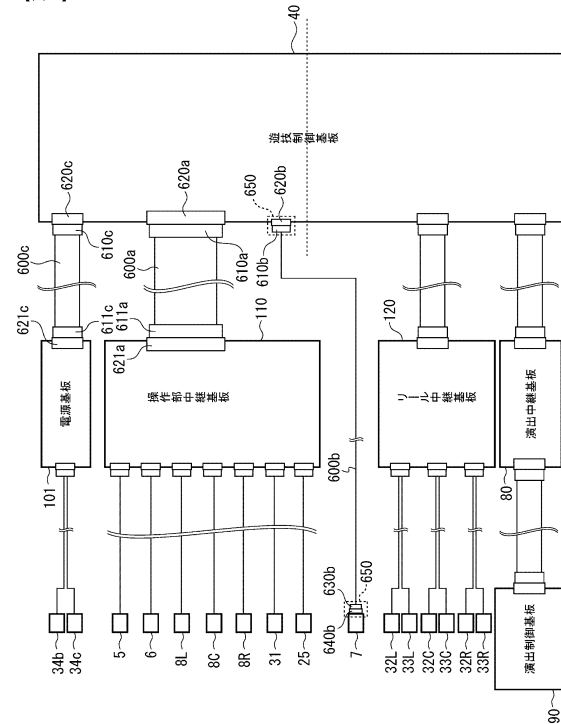 40
遊技制御基板
620c
610c
600c
611c
621c
電源基板
101
34b
34c
620a
610a
600a
611a
621a
110
操作部中継基板
5
6
8L
8C
8R
31
25
650
620b
610b
600b
630b
640b
650
7
120
リール中継基板
32L
33L
32C
33C
32R
33R
演出中継基板
80
演出制御基板
90